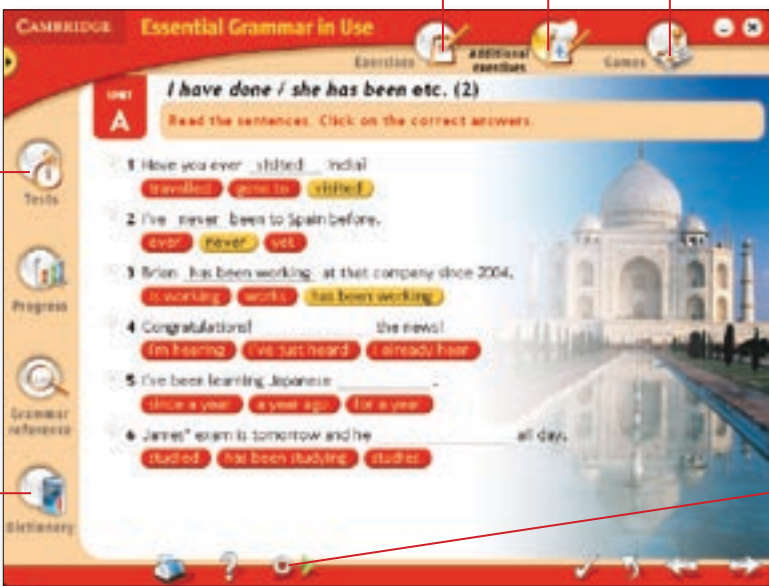 CAMBRIDGE Essential Grammar in Use
Exercises Additional exercises Games
UNIT A
I have done / she has been etc. (2)
Read the sentences. Click on the correct answers.
1 Have you ever visited India?
travelled gone to visited
2 I've never been to Spain before.
ever never yet
3 Brian has been working at that company since 2004.
is working works has been working
4 Congratulations! ____________ the news!
I'm hearing I've just heard I already hear
5 I've been learning Japanese ____________ .
since a year a year ago for a year
6 James' exam is tomorrow and he ____________ all day.
studied has been studying studies
Tests
Progress
Grammar reference
Dictionary